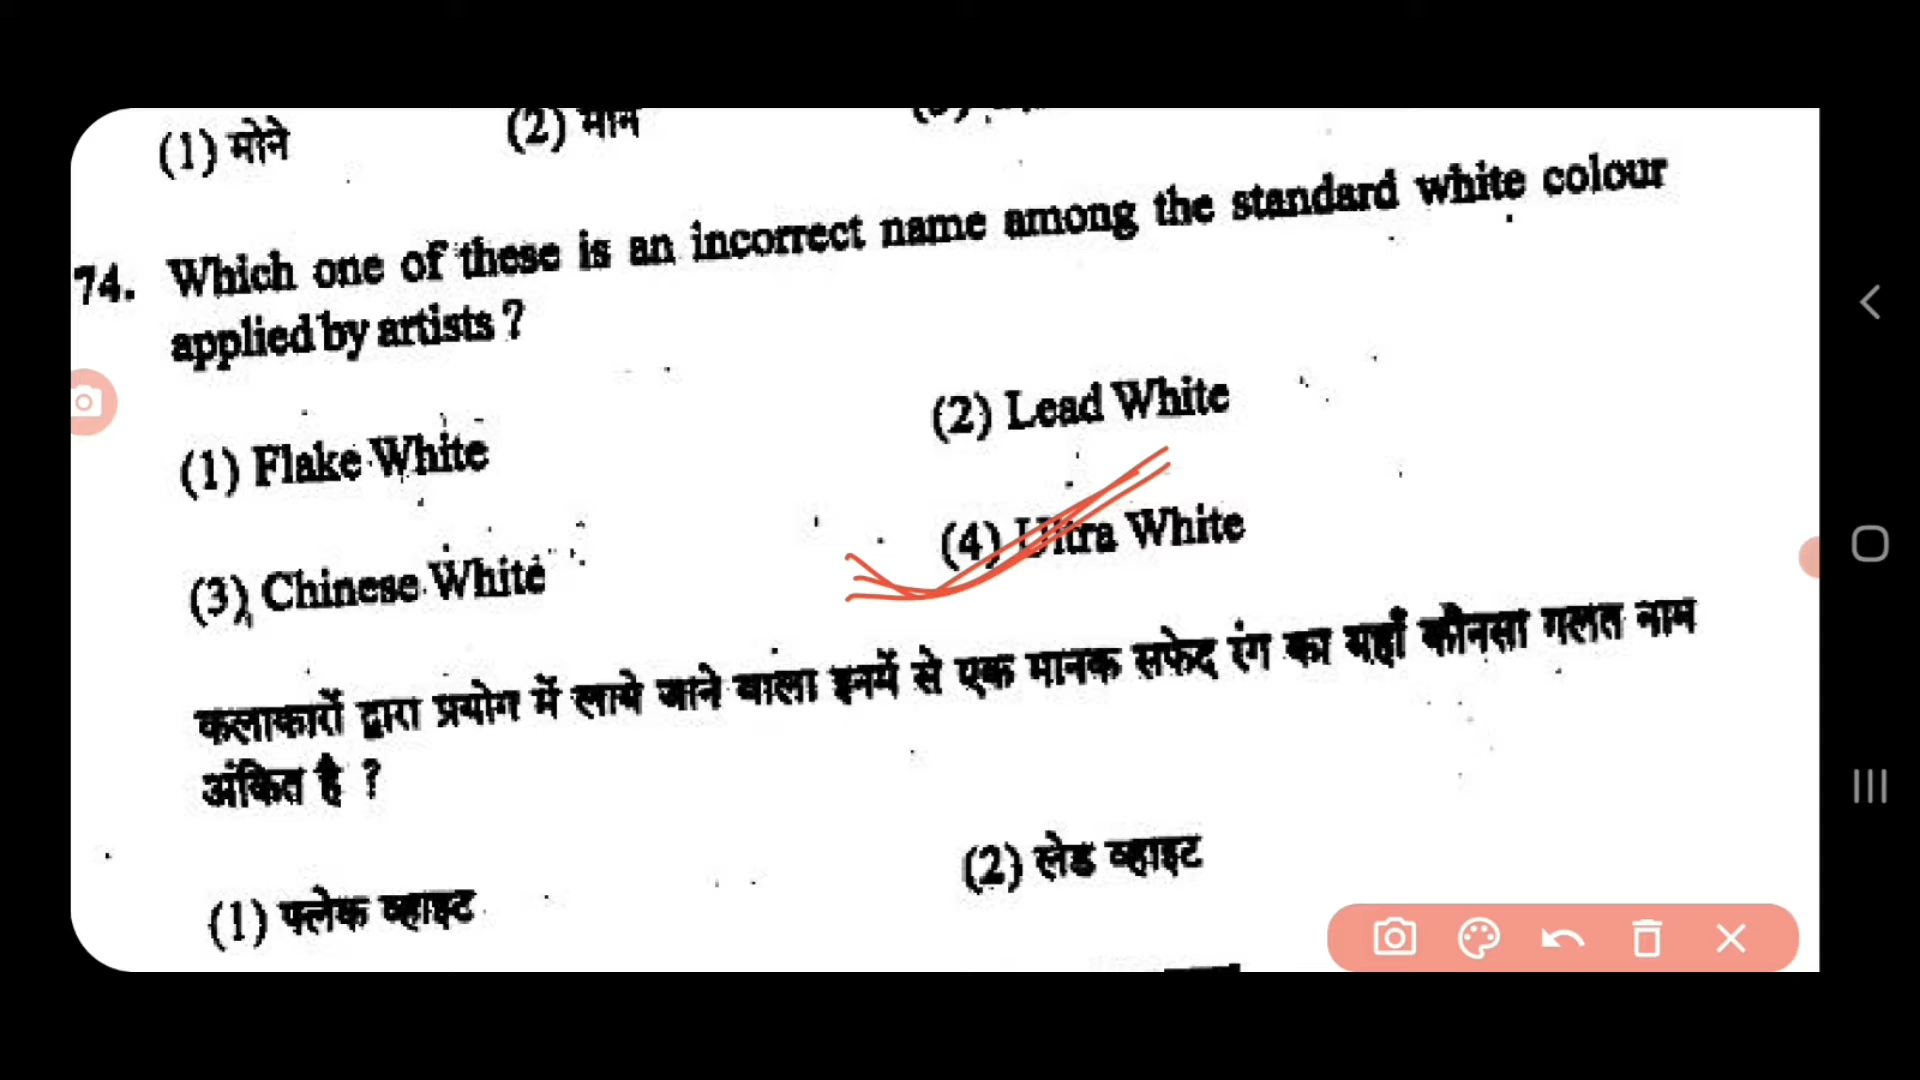 (1) मोने
(2) माने
74. Which one of these is an incorrect name among the standard white colour
applied by artists ?
(1) Flake White
(2) Lead White
(3) Chinese White
(4) Ultra White
कलाकारों द्वारा प्रयोग में लाये जाने वाला इनमें से एक मानक सफेद रंग का यहाँ कौनसा गलत नाम
अंकित है ?
(1) फ्लेक व्हाइट
(2) लेड व्हाइट